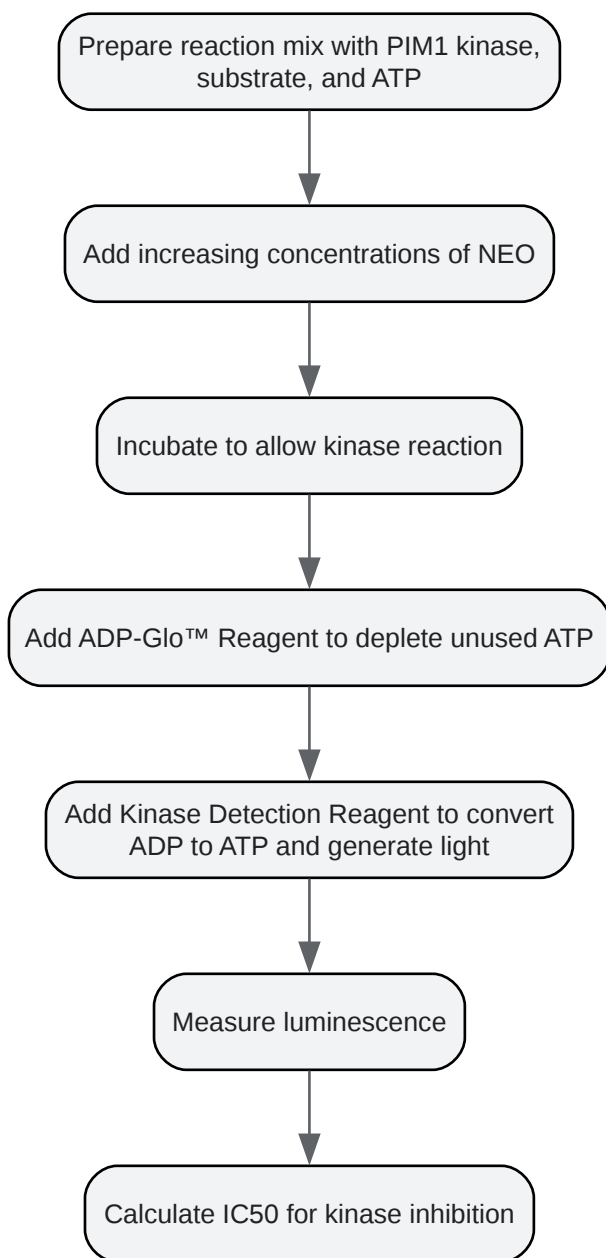 Prepare reaction mix with PIM1 kinase,
substrate, and ATP
Add increasing concentrations of NEO
Incubate to allow kinase reaction
Add ADP-Glo™ Reagent to deplete unused ATP
Add Kinase Detection Reagent to convert
ADP to ATP and generate light
Measure luminescence
Calculate IC50 for kinase inhibition